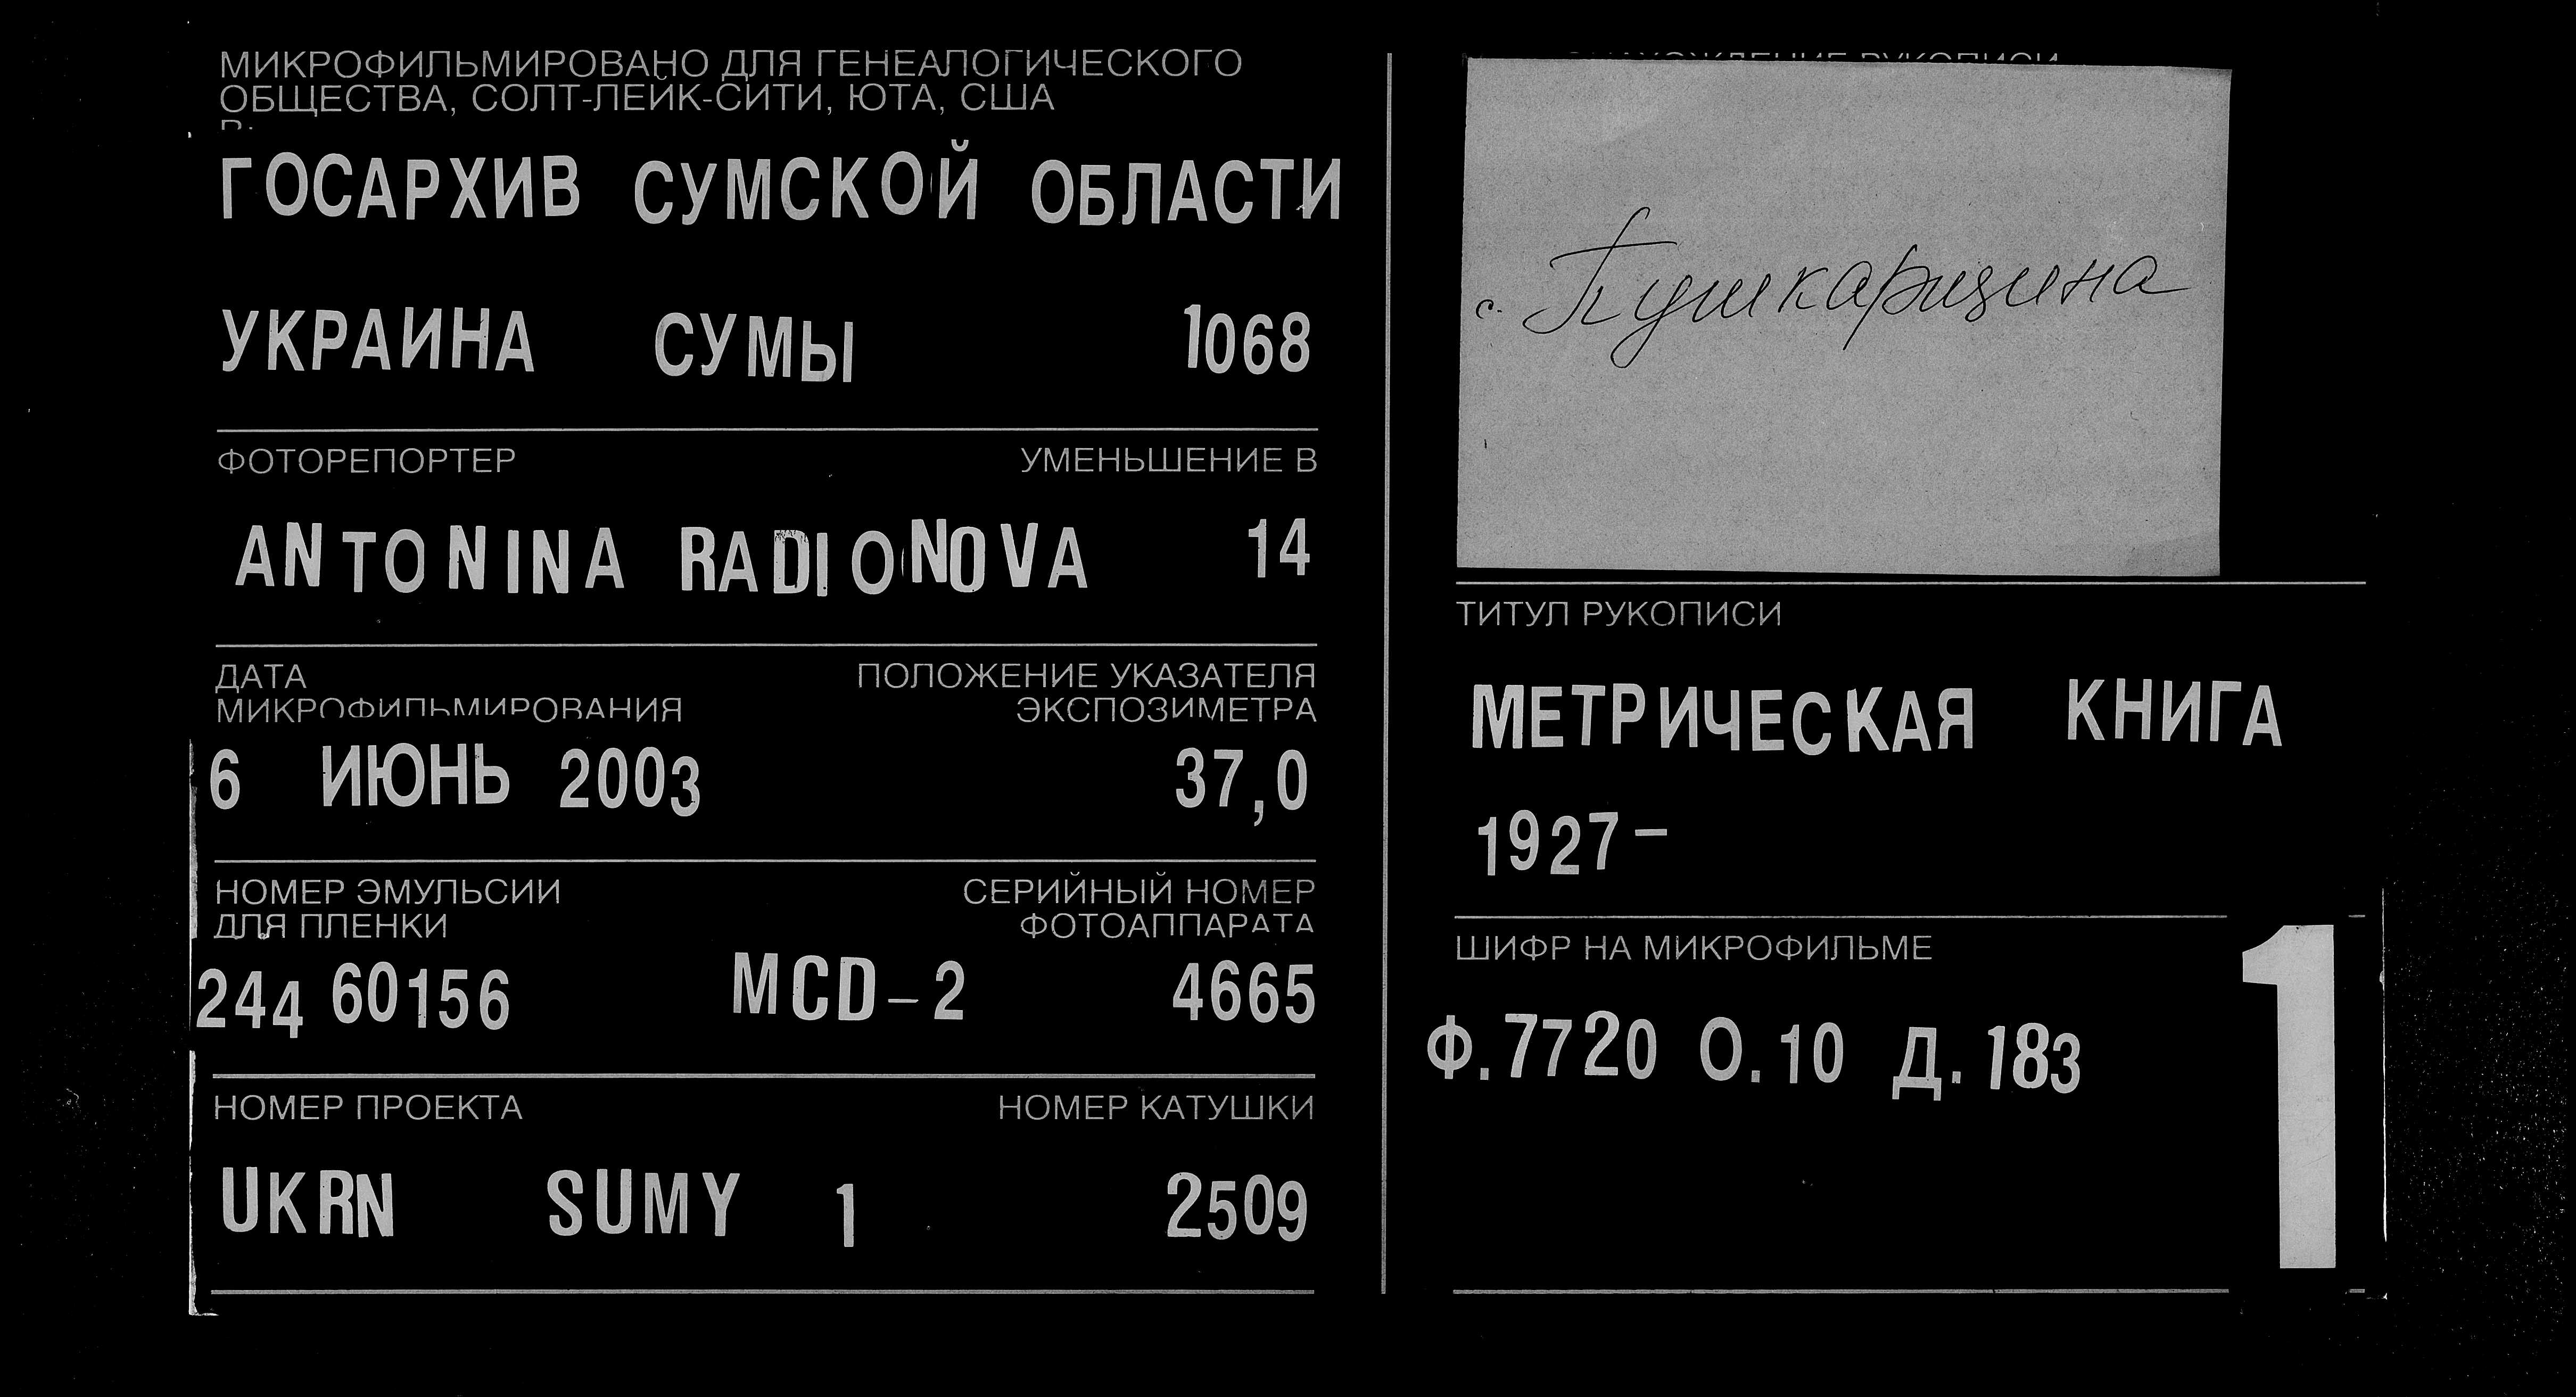 МИКРОФИЛЬМИРОВАНО ДЛЯ ГЕНЕАЛОГИЧЕСКОГО
ОБЩЕСТВА, СОЛТ-ЛЕЙК-СИТИ, ЮТА, США
В:
ГОСАРХИВ СУМСКОЙ ОБЛАСТИ
УКРАИНА СУМЫ 1068
ФОТОРЕПОРТЕР УМЕНЬШЕНИЕ В
ANTONINA RADIONOVA 14
ДАТА ПОЛОЖЕНИЕ УКАЗАТЕЛЯ
МИКРОФИЛЬМИРОВАНИЯ ЭКСПОЗИМЕТРА
6 ИЮНЬ 2003 37,0
НОМЕР ЭМУЛЬСИИ СЕРИЙНЫЙ НОМЕР
ДЛЯ ПЛЕНКИ ФОТОАППАРАТА
244 60156 MCD-2 4665
НОМЕР ПРОЕКТА НОМЕР КАТУШКИ
UKRN SUMY 1 2509
РУКОПИСИ
с. Пушкарщина
ТИТУЛ РУКОПИСИ
МЕТРИЧЕСКАЯ КНИГА
1927-
ШИФР НА МИКРОФИЛЬМЕ
Ф.7720 О.10 Д.183
1